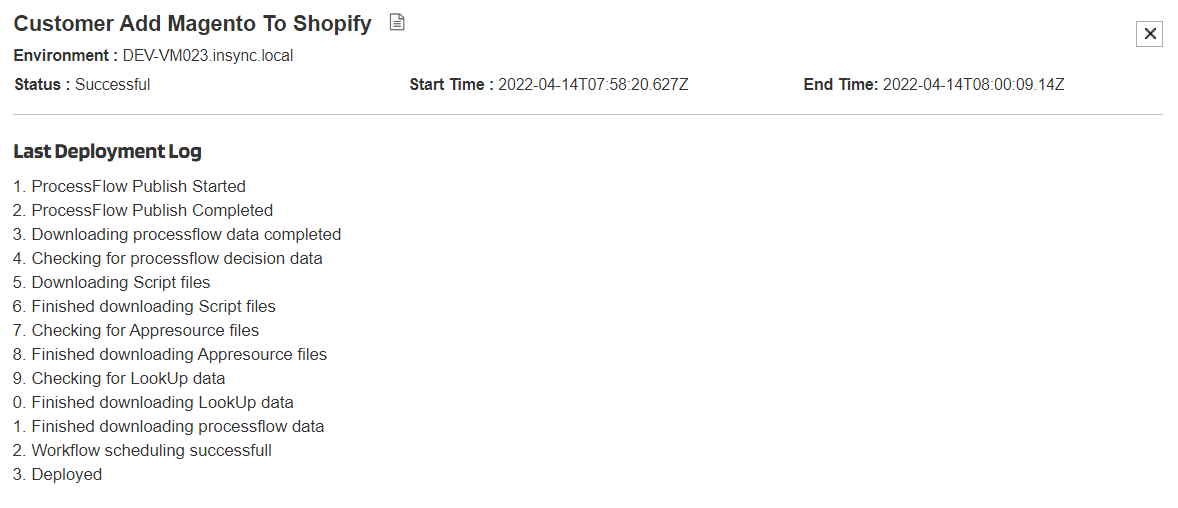 Customer Add Magento To Shopify
Environment : DEV-VM023.insync.local
Status : Successful Start Time : 2022-04-14T07:58:20.627Z End Time: 2022-04-14T08:00:09.14Z
Last Deployment Log
1. ProcessFlow Publish Started
2. ProcessFlow Publish Completed
3. Downloading processflow data completed
4. Checking for processflow decision data
5. Downloading Script files
6. Finished downloading Script files
7. Checking for Appresource files
8. Finished downloading Appresource files
9. Checking for LookUp data
0. Finished downloading LookUp data
1. Finished downloading processflow data
2. Workflow scheduling successfull
3. Deployed